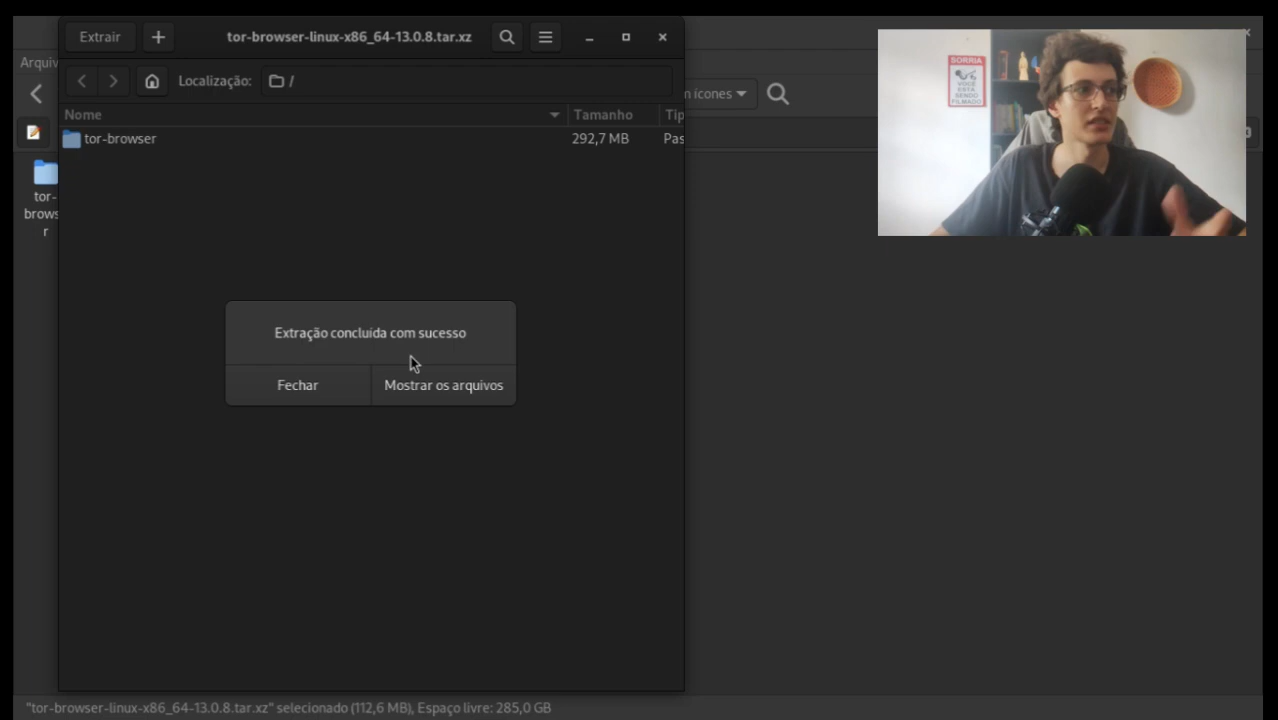 Extrair
tor-browser-linux-x86_64-13.0.8.tar.xz
Arquiv
Localização: /
n ícones
Nome Tamanho Tip
tor-browser 292,7 MB Pas
tor-
brows
r
SORRIA
VOCÊ
ESTÁ
SENDO
FILMADO
Extração concluída com sucesso
Fechar Mostrar os arquivos
"tor-browser-linux-x86_64-13.0.8.tar.xz" selecionado (112,6 MB), Espaço livre: 285,0 GB